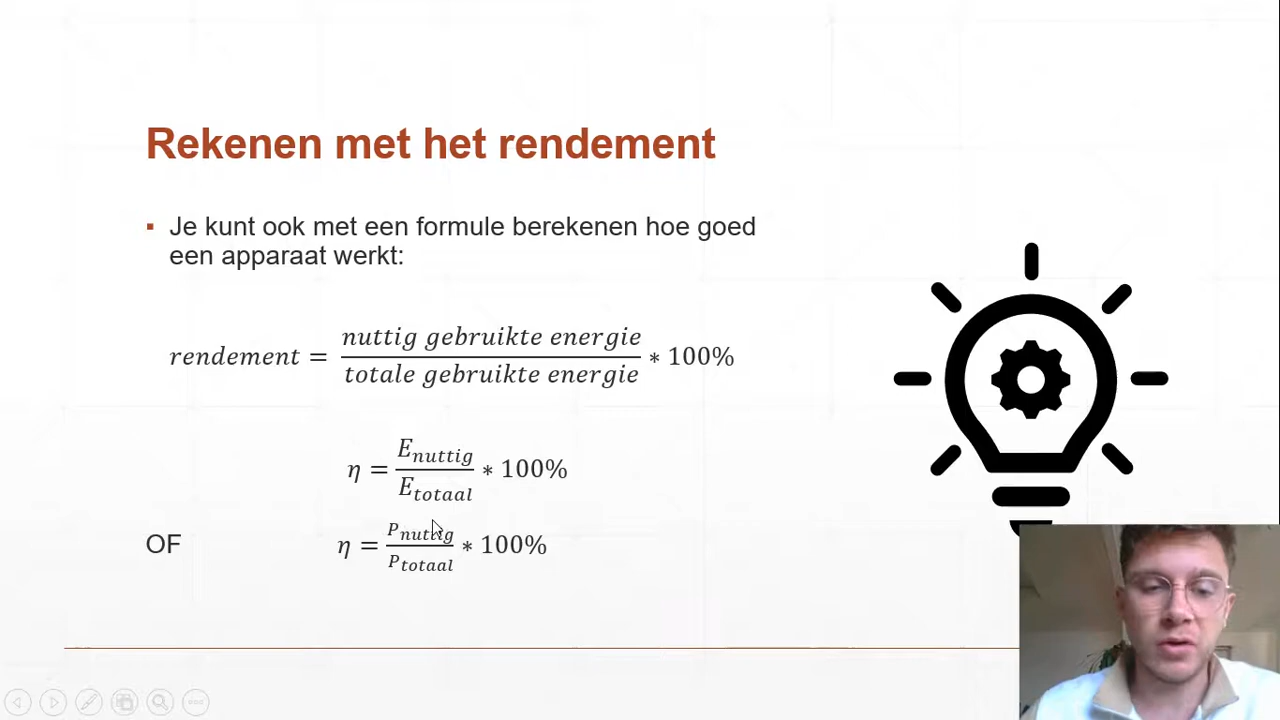 Rekenen met het rendement
▪ Je kunt ook met een formule berekenen hoe goed
een apparaat werkt:
rendement = nuttig gebruikte energie / totale gebruikte energie * 100%
η = E_nuttig / E_totaal * 100%
OF η = P_nuttig / P_totaal * 100%